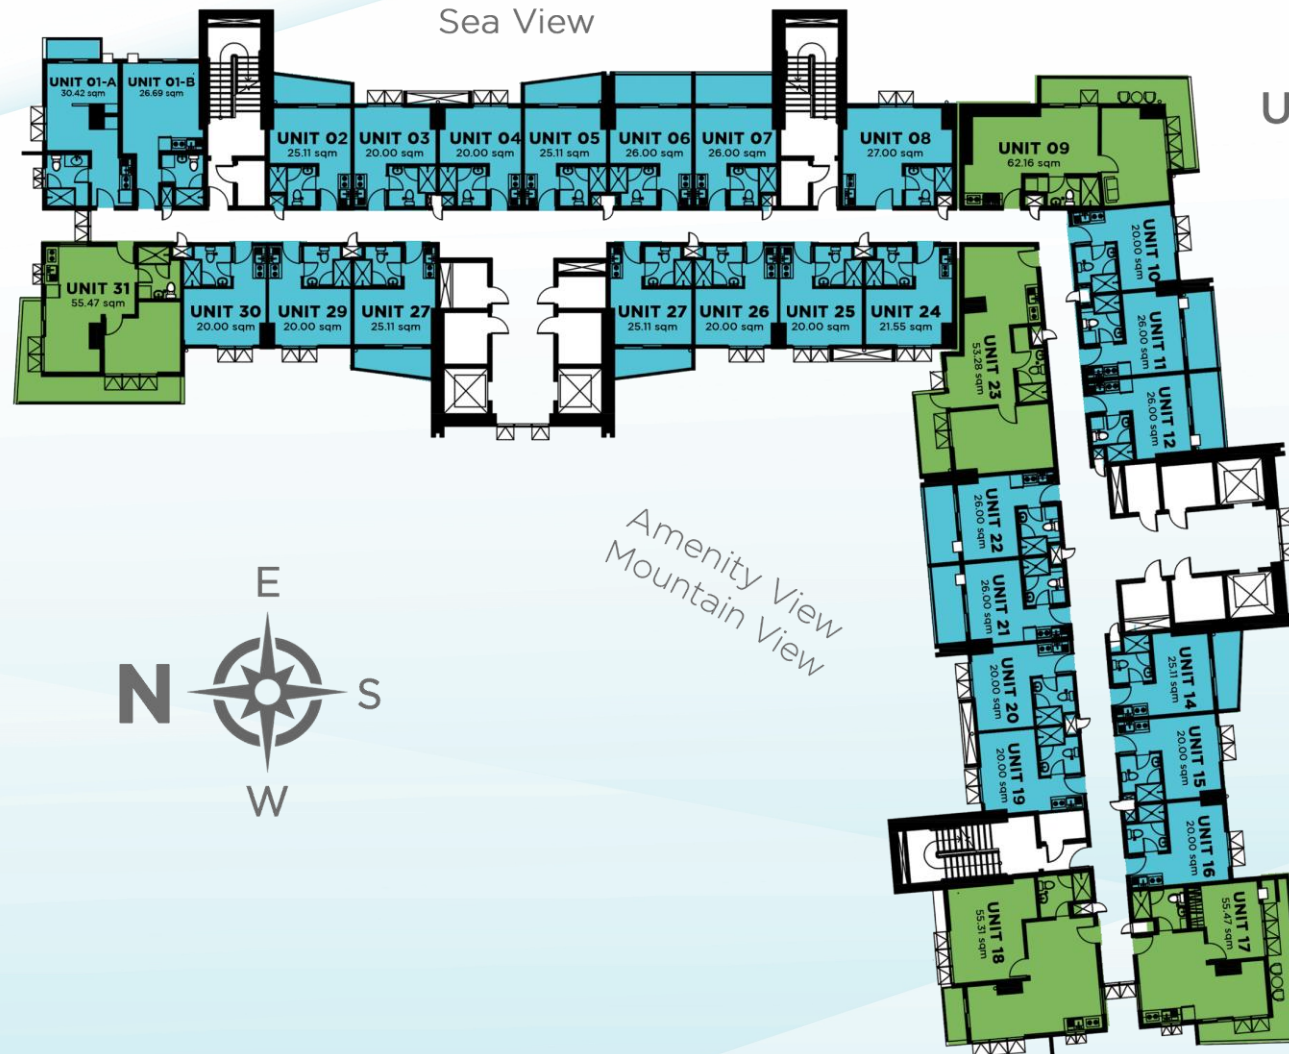 Sea View
U
UNIT 01-A
30.42 sqm
UNIT 01-B
26.69 sqm
UNIT 02
25.11 sqm
UNIT 03
20.00 sqm
UNIT 04
20.00 sqm
UNIT 05
25.11 sqm
UNIT 06
26.00 sqm
UNIT 07
26.00 sqm
UNIT 08
27.00 sqm
UNIT 09
62.16 sqm
UNIT 10
20.00 sqm
UNIT 11
26.00 sqm
UNIT 12
26.00 sqm
UNIT 31
55.47 sqm
UNIT 30
20.00 sqm
UNIT 29
20.00 sqm
UNIT 27
25.11 sqm
UNIT 27
25.11 sqm
UNIT 26
20.00 sqm
UNIT 25
20.00 sqm
UNIT 24
21.55 sqm
UNIT 23
53.28 sqm
UNIT 22
26.00 sqm
UNIT 21
26.00 sqm
UNIT 20
20.00 sqm
UNIT 19
20.00 sqm
UNIT 14
25.11 sqm
UNIT 15
20.00 sqm
UNIT 16
20.00 sqm
UNIT 18
55.31 sqm
UNIT 17
55.47 sqm
Amenity View
Mountain View
E
N
S
W